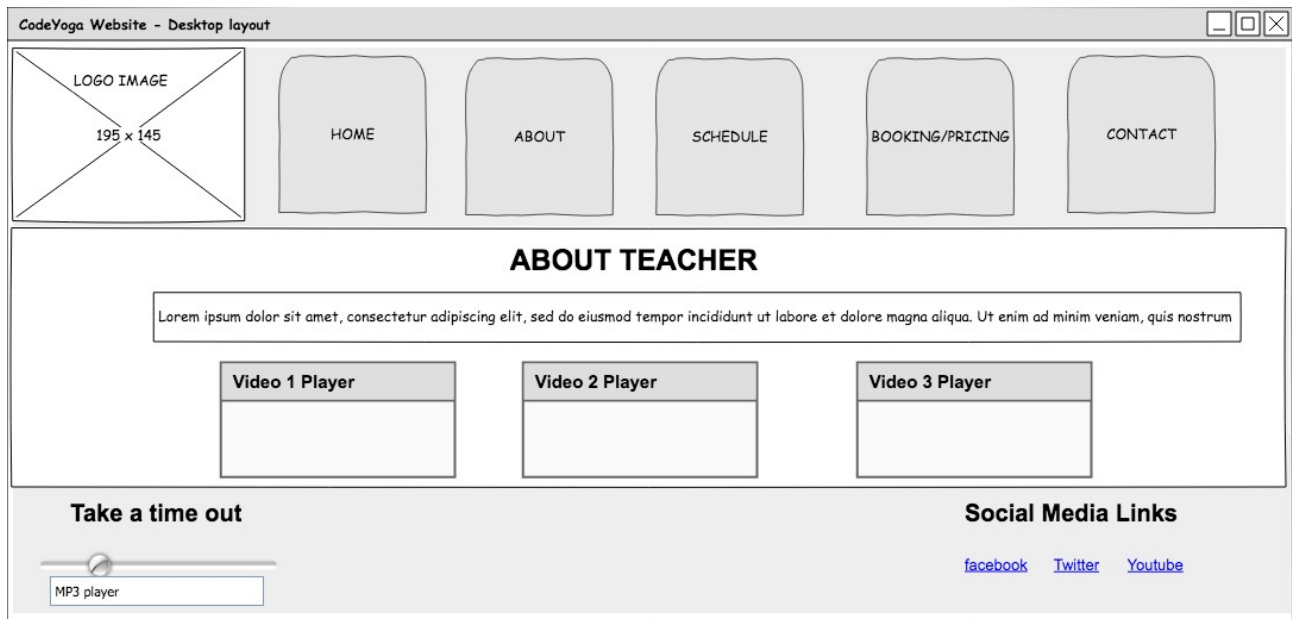 CodeYoga Website - Desktop layout
LOGO IMAGE
195 x 145
HOME
ABOUT
SCHEDULE
BOOKING/PRICING
CONTACT
ABOUT TEACHER
Lorem ipsum dolor sit amet, consectetur adipiscing elit, sed do eiusmod tempor incididunt ut labore et dolore magna aliqua. Ut enim ad minim veniam, quis nostrum
Video 1 Player
Video 2 Player
Video 3 Player
Take a time out
MP3 player
Social Media Links
facebook Twitter Youtube